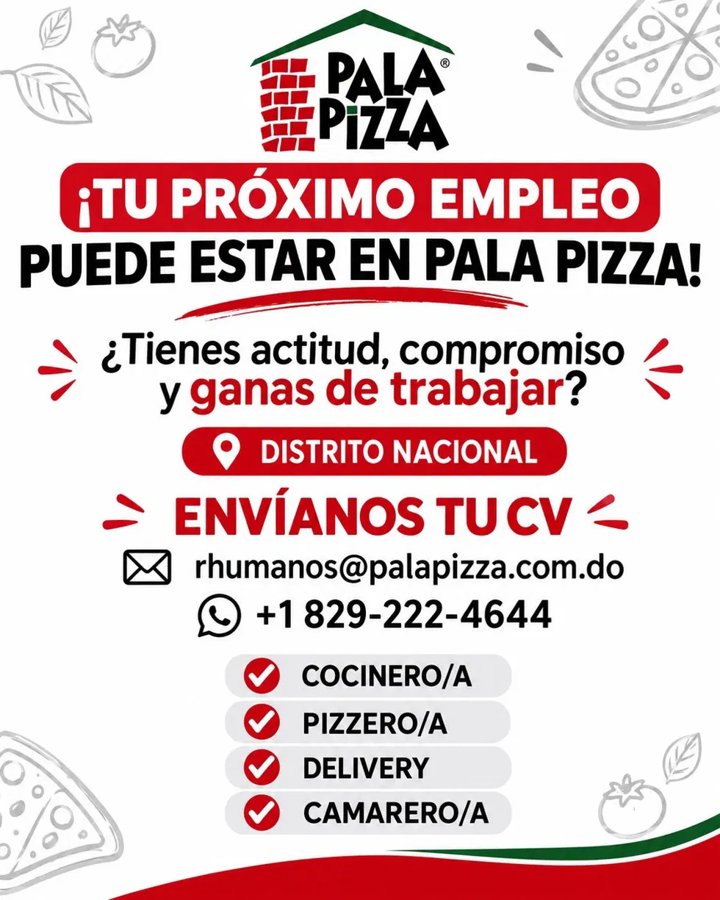 PALA
PiZZA®
¡TU PRÓXIMO EMPLEO
PUEDE ESTAR EN PALA PIZZA!
¿Tienes actitud, compromiso
y ganas de trabajar?
DISTRITO NACIONAL
ENVÍANOS TU CV
rhumanos@palapizza.com.do
+1 829-222-4644
COCINERO/A
PIZZERO/A
DELIVERY
CAMARERO/A